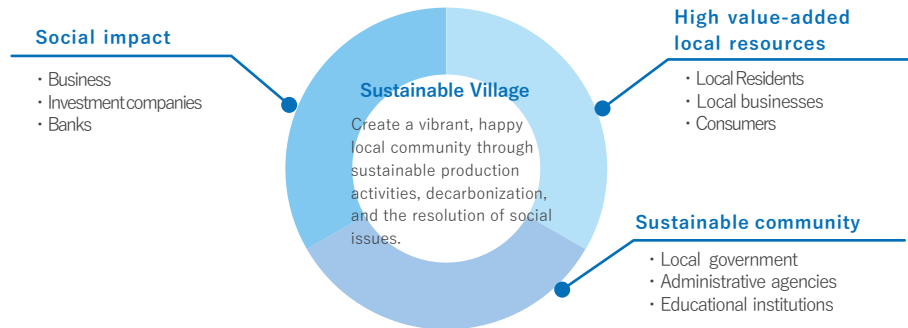 Social impact
・Business
・Investment companies
・Banks
High value-added
local resources
・Local Residents
・Local businesses
・Consumers
Sustainable Village
Create a vibrant, happy
local community through
sustainable production
activities, decarbonization,
and the resolution of social
issues.
Sustainable community
・Local government
・Administrative agencies
・Educational institutions